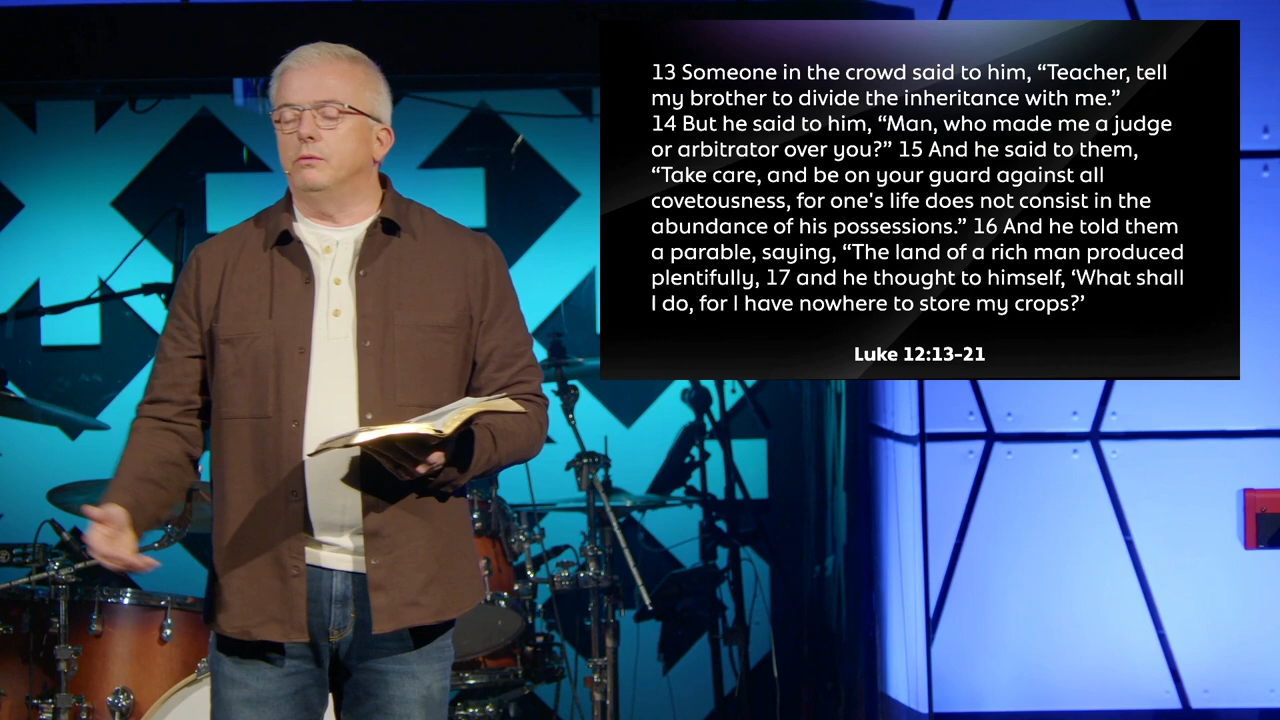 13 Someone in the crowd said to him, “Teacher, tell
my brother to divide the inheritance with me.”
14 But he said to him, “Man, who made me a judge
or arbitrator over you?” 15 And he said to them,
“Take care, and be on your guard against all
covetousness, for one's life does not consist in the
abundance of his possessions.” 16 And he told them
a parable, saying, “The land of a rich man produced
plentifully, 17 and he thought to himself, ‘What shall
I do, for I have nowhere to store my crops?’
Luke 12:13-21